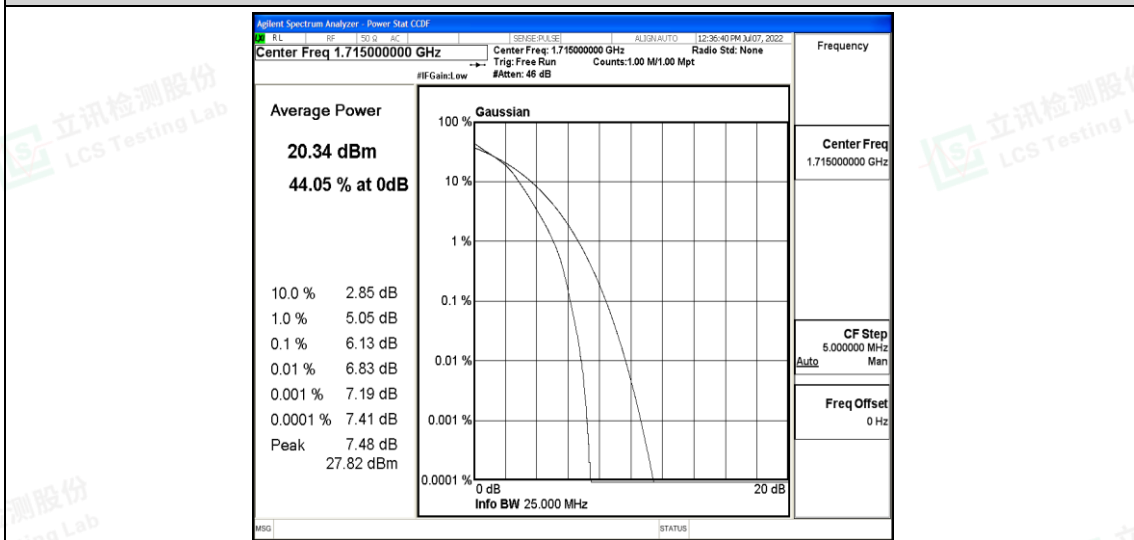 Agilent Spectrum Analyzer - Power Stat CCDF
RL RF 50 Ω AC SENSE:PULSE ALIGN AUTO 12:36:40 PM Jul 07, 2022
Center Freq 1.715000000 GHz
Center Freq: 1.715000000 GHz Radio Std: None
Trig: Free Run Counts:1.00 M/1.00 Mpt
#IFGain:Low #Atten: 46 dB
Frequency
Average Power
20.34 dBm
44.05 % at 0dB
10.0 % 2.85 dB
1.0 % 5.05 dB
0.1 % 6.13 dB
0.01 % 6.83 dB
0.001 % 7.19 dB
0.0001 % 7.41 dB
Peak 7.48 dB
27.82 dBm
Gaussian
100 %
10 %
1 %
0.1 %
0.01 %
0.001 %
0.0001 %
0 dB 20 dB
Info BW 25.000 MHz
Center Freq
1.715000000 GHz
CF Step
5.000000 MHz
Auto Man
Freq Offset
0 Hz
MSG STATUS
立讯检测股份
LCS Testing Lab
立讯检测股份
LCS Testing L
测股份
ing Lab